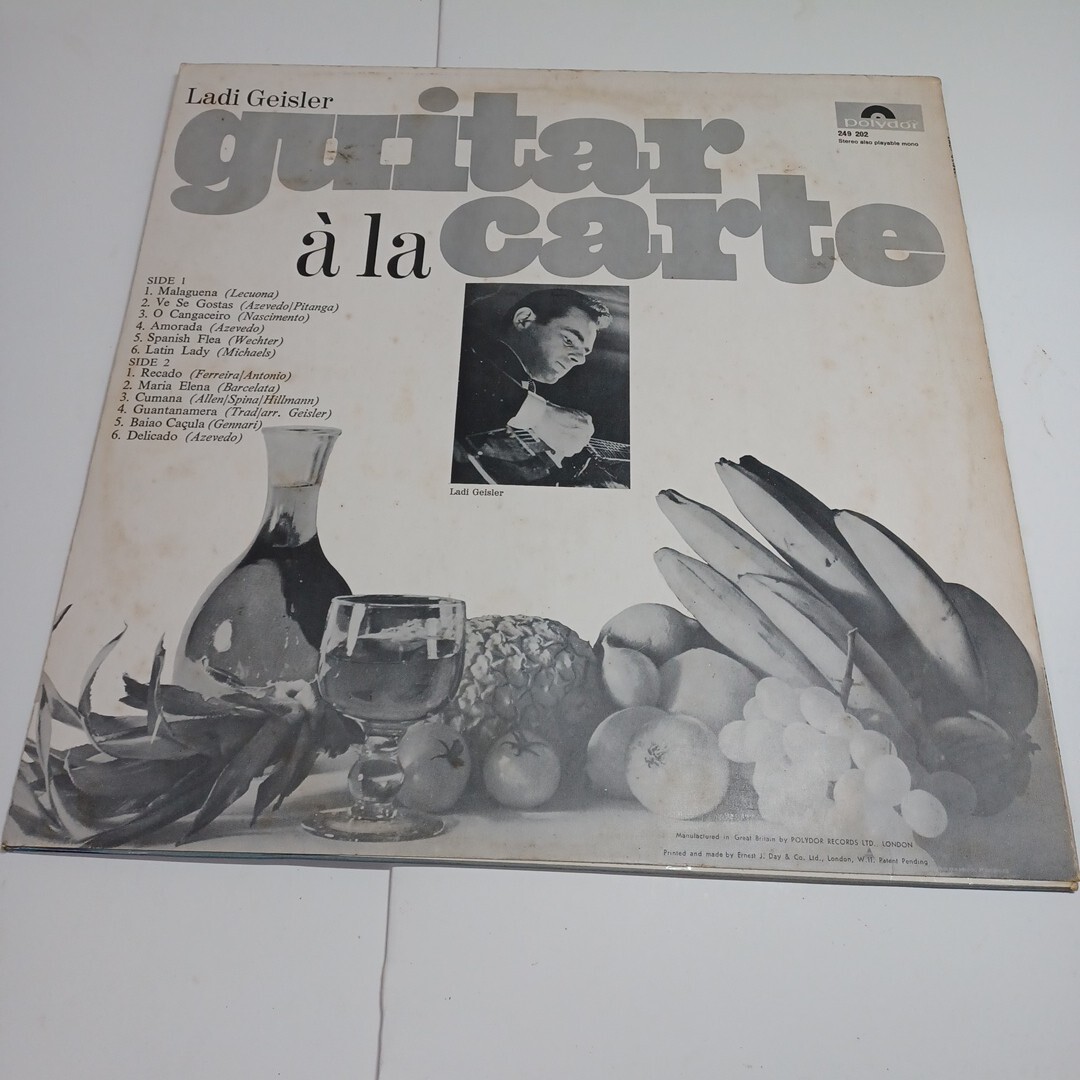 Ladi Geisler
guitar
à la carte
polydor
249 202
Stereo also playable mono
SIDE 1
1. Malaguena (Lecuona)
2. Ve Se Gostas (Azevedo/Pitanga)
3. O Cangaceiro (Nascimento)
4. Amorada (Azevedo)
5. Spanish Flea (Wechter)
6. Latin Lady (Michaels)
SIDE 2
1. Recado (Ferreira/Antonio)
2. Maria Elena (Barcelata)
3. Cumana (Allen/Spina/Hillmann)
4. Guantanamera (Trad/arr. Geisler)
5. Baiao Caçula (Gennari)
6. Delicado (Azevedo)
Ladi Geisler
Manufactured in Great Britain by POLYDOR RECORDS LTD., LONDON
Printed and made by Ernest J. Day & Co. Ltd., London, W.11. Patent Pending